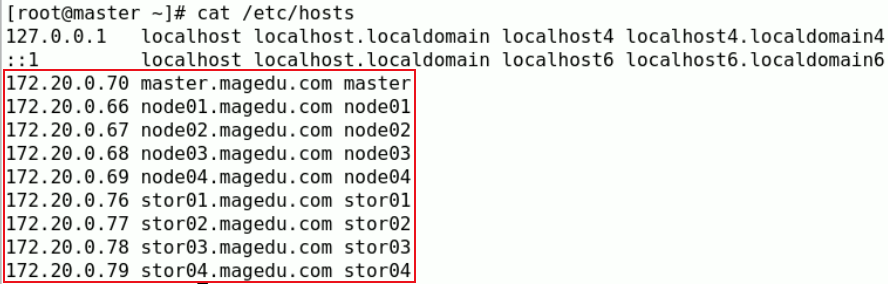 [root@master ~]# cat /etc/hosts
127.0.0.1   localhost localhost.localdomain localhost4 localhost4.localdomain4
::1         localhost localhost.localdomain localhost6 localhost6.localdomain6
172.20.0.70 master.magedu.com master
172.20.0.66 node01.magedu.com node01
172.20.0.67 node02.magedu.com node02
172.20.0.68 node03.magedu.com node03
172.20.0.69 node04.magedu.com node04
172.20.0.76 stor01.magedu.com stor01
172.20.0.77 stor02.magedu.com stor02
172.20.0.78 stor03.magedu.com stor03
172.20.0.79 stor04.magedu.com stor04